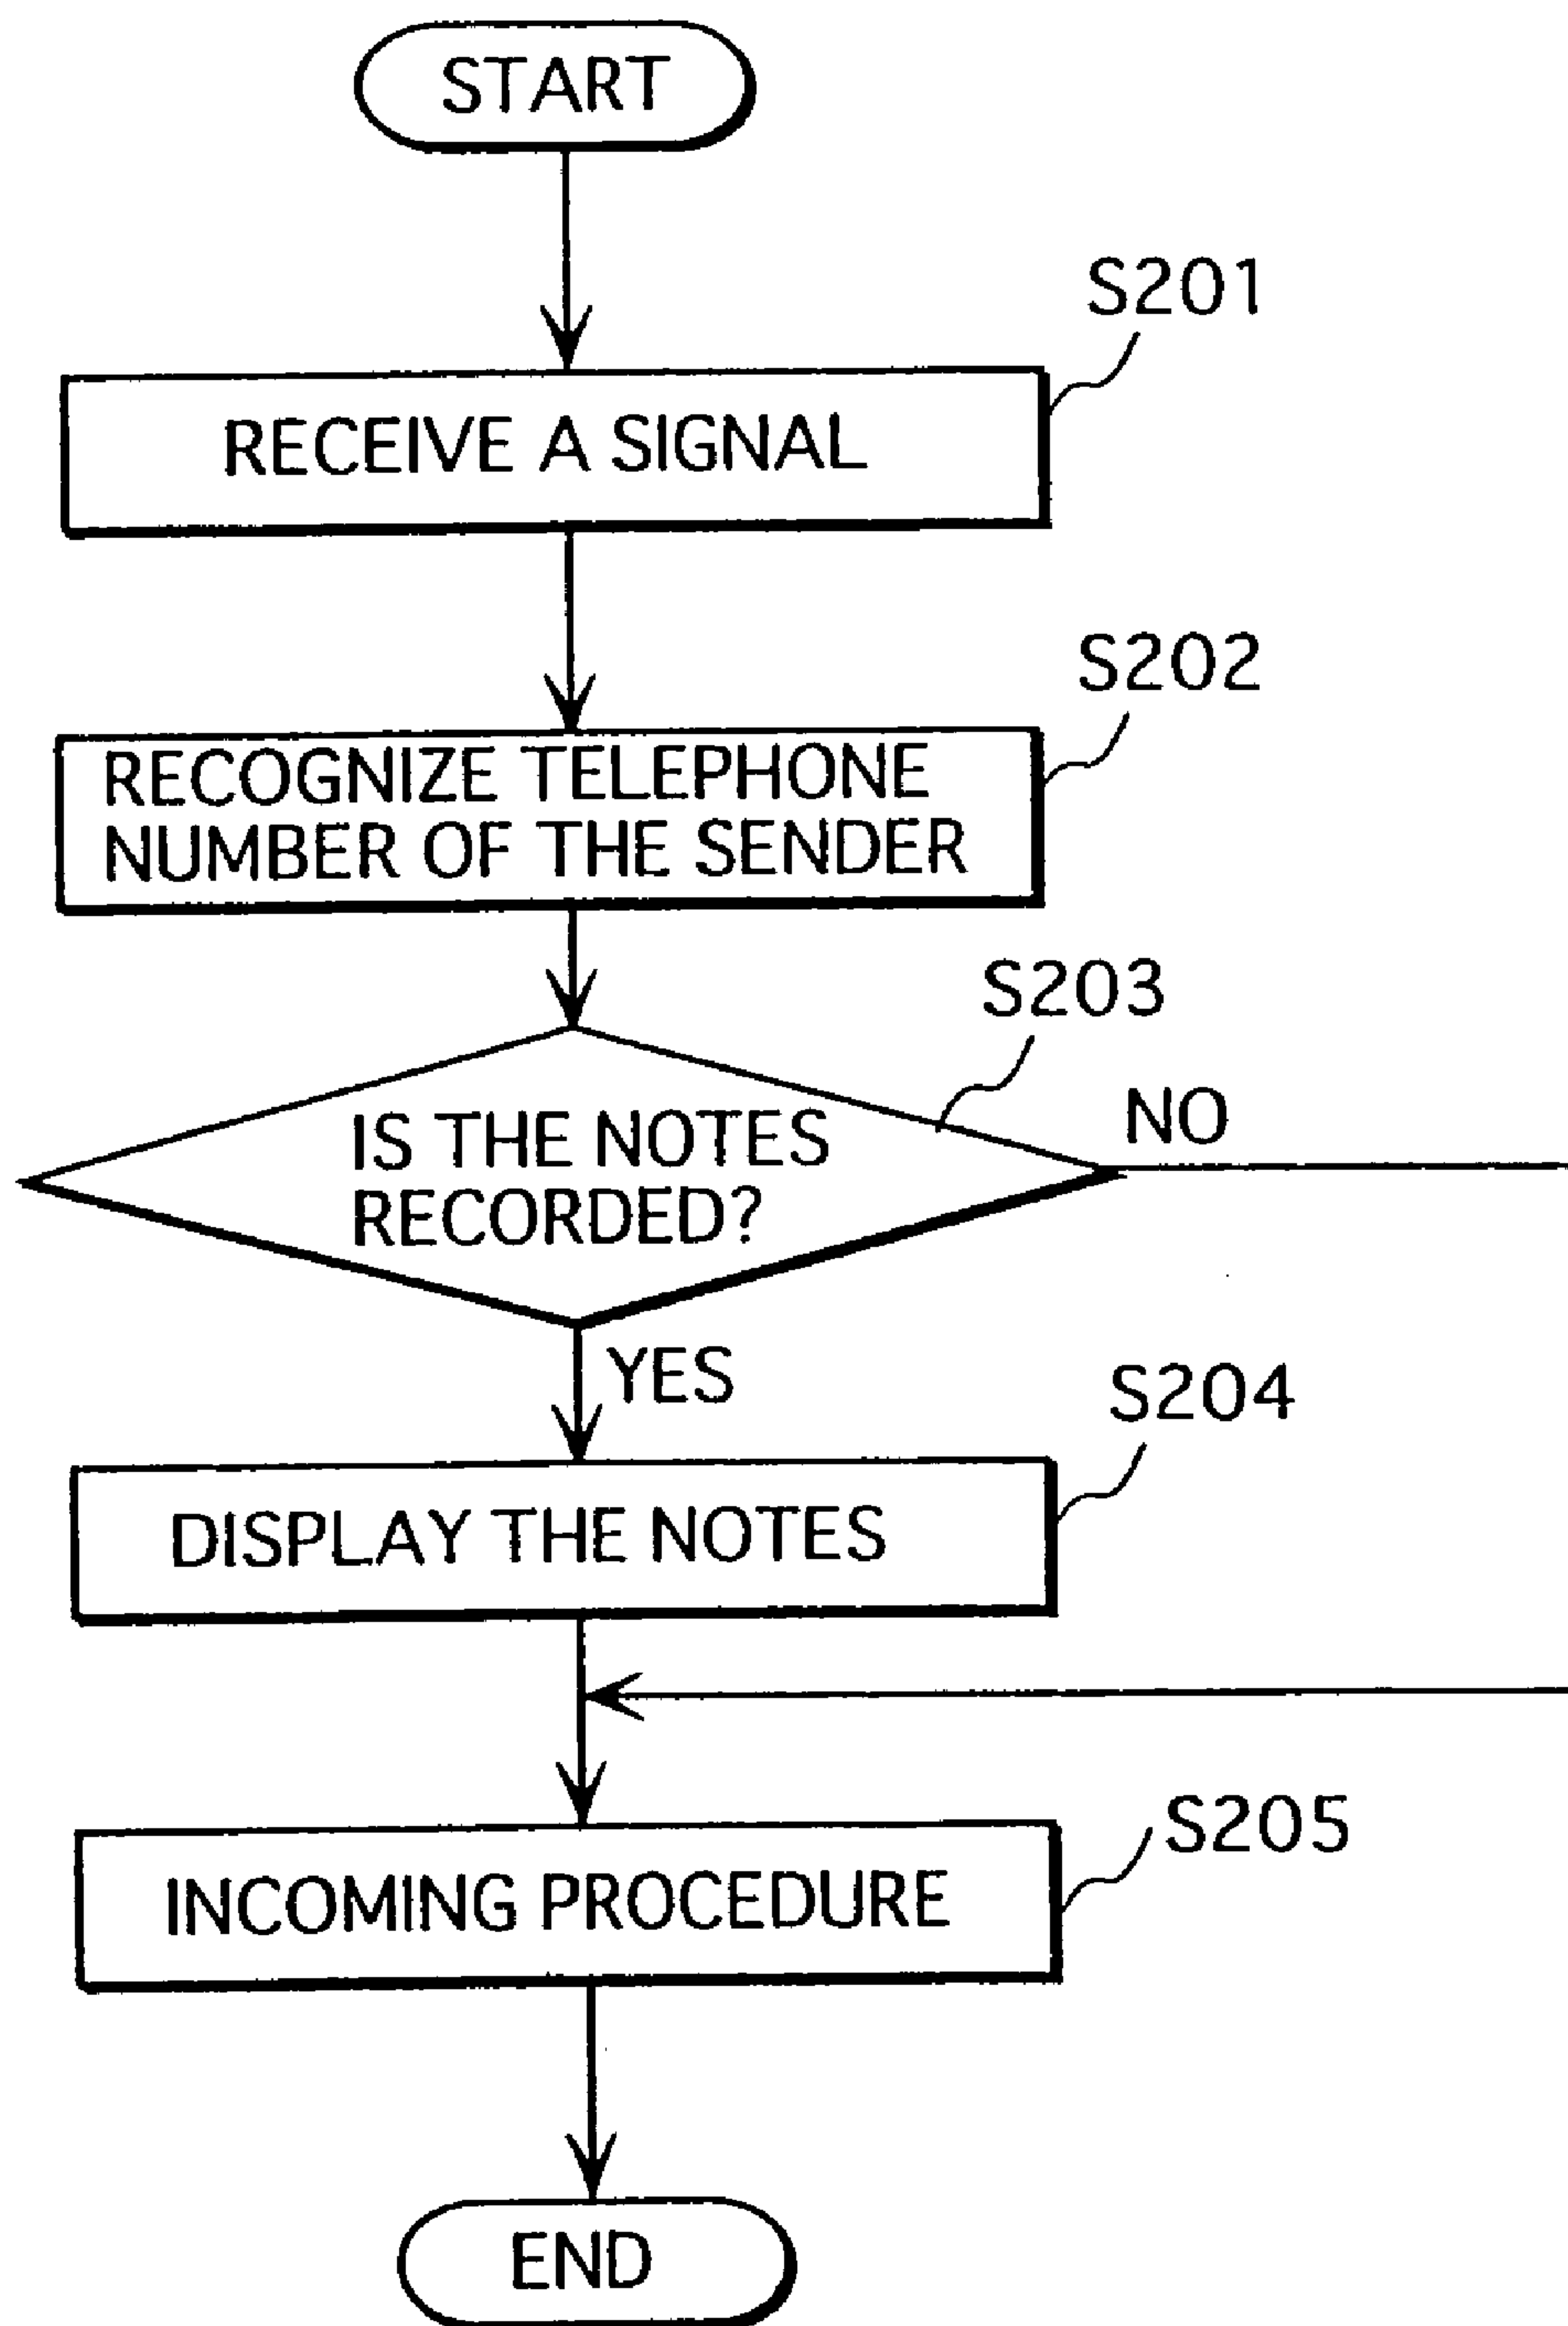 START
S201
RECEIVE A SIGNAL
S202
RECOGNIZE TELEPHONE
NUMBER OF THE SENDER
S203
NO
IS THE NOTES
RECORDED?
YES
S204
DISPLAY THE NOTES
S205
INCOMING PROCEDURE
END